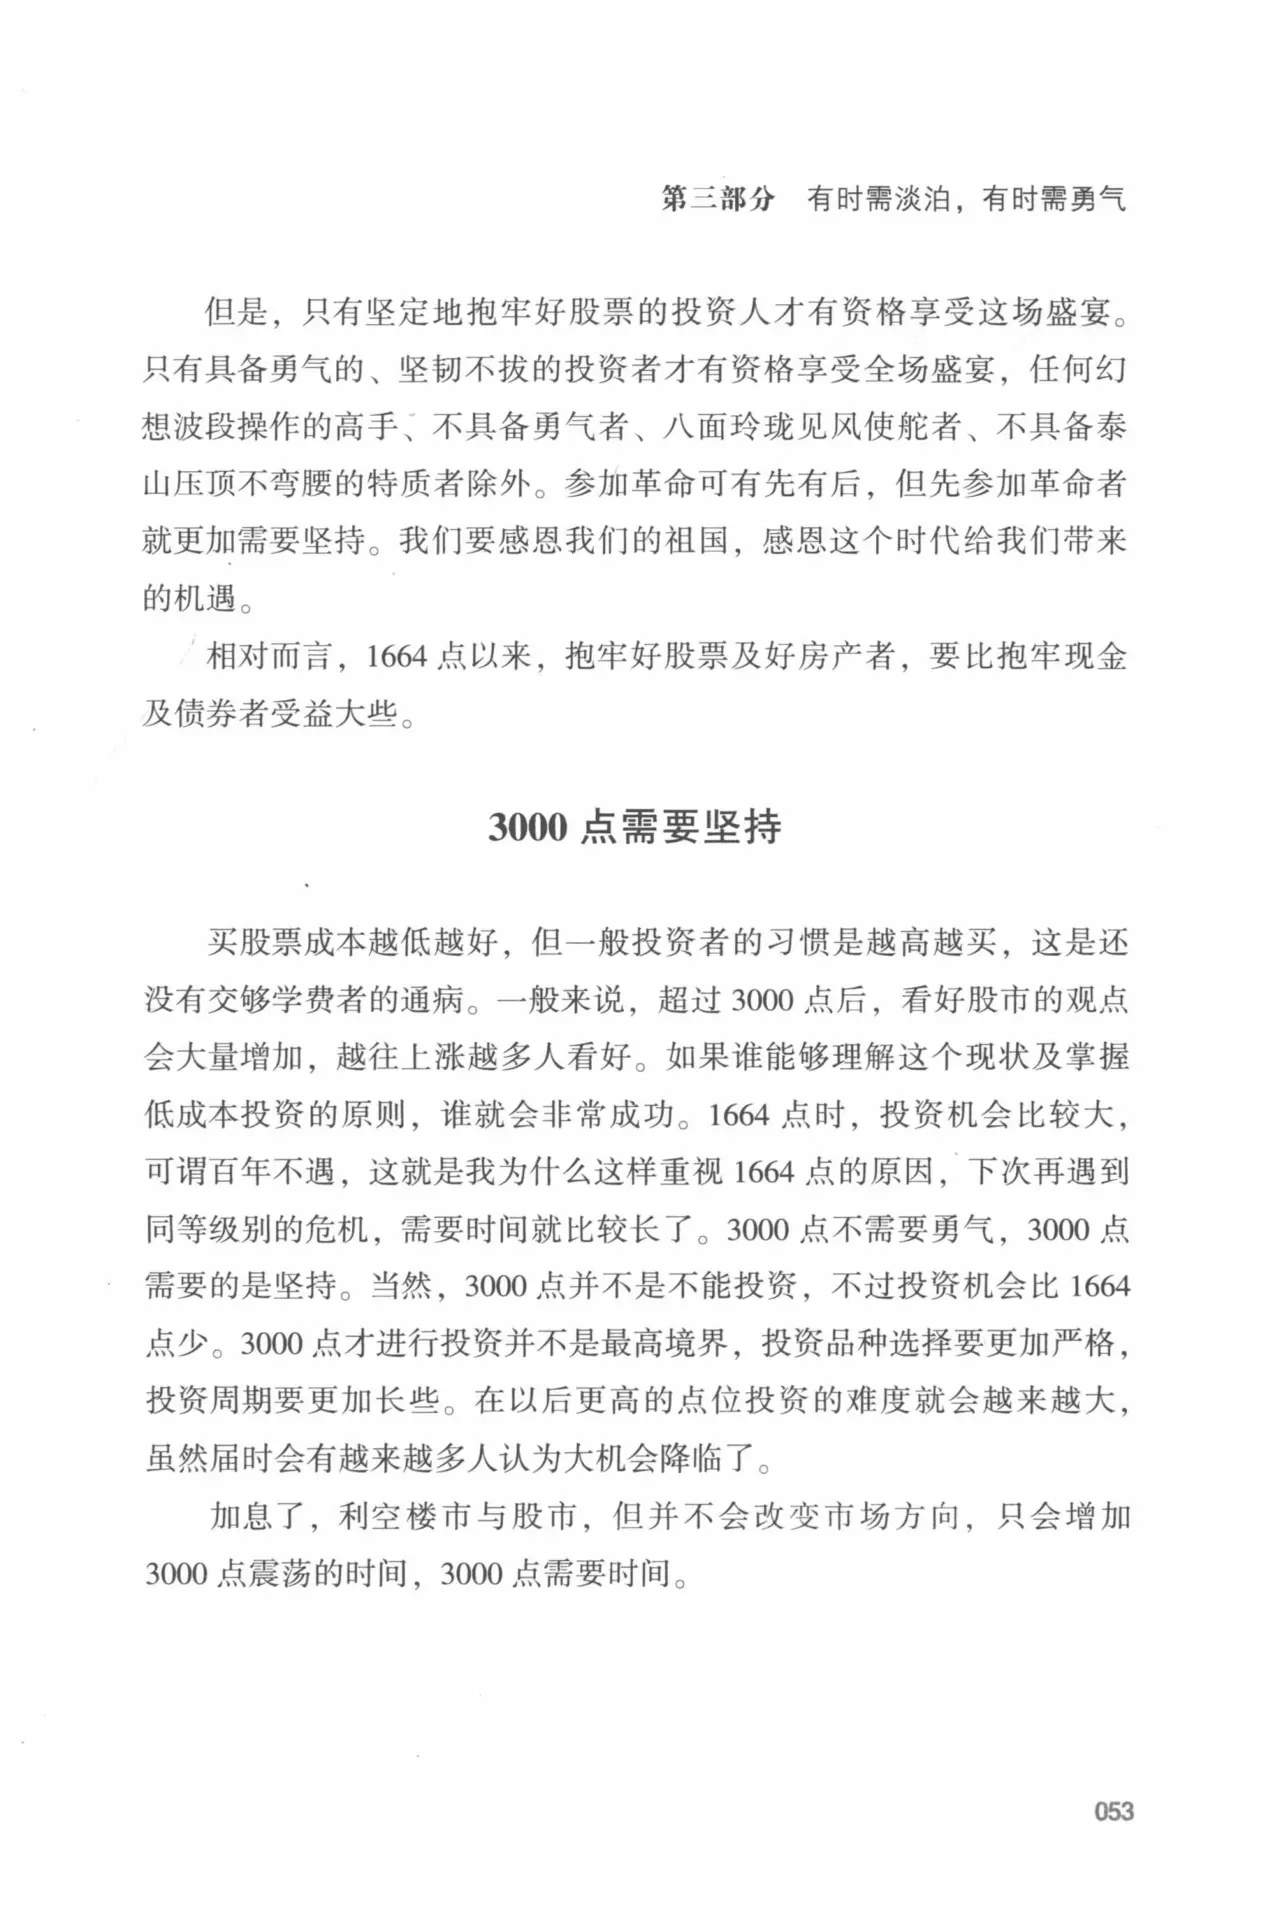 第三部分 有时需淡泊，有时需勇气
但是，只有坚定地抱牢好股票的投资人才有资格享受这场盛宴。
只有具备勇气的、坚韧不拔的投资者才有资格享受全场盛宴，任何幻
想波段操作的高手、不具备勇气者、八面玲珑见风使舵者、不具备泰
山压顶不弯腰的特质者除外。参加革命可有先有后，但先参加革命者
就更加需要坚持。我们要感恩我们的祖国，感恩这个时代给我们带来
的机遇。
相对而言，1664 点以来，抱牢好股票及好房产者，要比抱牢现金
及债券者受益大些。
3000 点需要坚持
买股票成本越低越好，但一般投资者的习惯是越高越买，这是还
没有交够学费者的通病。一般来说，超过 3000 点后，看好股市的观点
会大量增加，越往上涨越多人看好。如果谁能够理解这个现状及掌握
低成本投资的原则，谁就会非常成功。1664 点时，投资机会比较大，
可谓百年不遇，这就是我为什么这样重视 1664 点的原因，下次再遇到
同等级别的危机，需要时间就比较长了。3000 点不需要勇气，3000 点
需要的是坚持。当然，3000 点并不是不能投资，不过投资机会比 1664
点少。3000 点才进行投资并不是最高境界，投资品种选择要更加严格，
投资周期要更加长些。在以后更高的点位投资的难度就会越来越大，
虽然届时会有越来越多人认为大机会降临了。
加息了，利空楼市与股市，但并不会改变市场方向，只会增加
3000 点震荡的时间，3000 点需要时间。
053